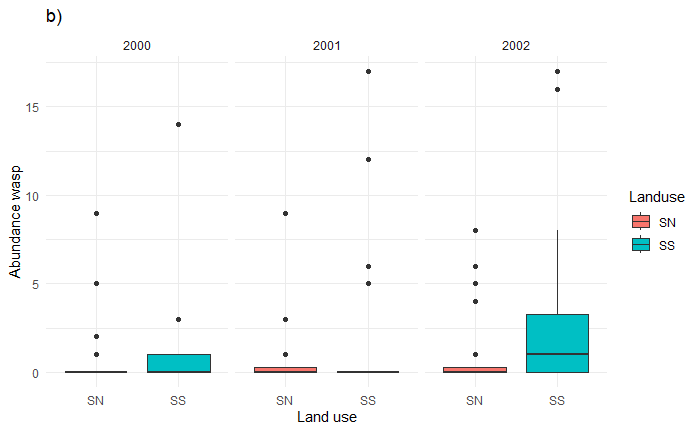 b)
2000 2001 2002
Abundance wasp
15
10
5
0
SN SS SN SS SN SS
Land use
Landuse
SN
SS